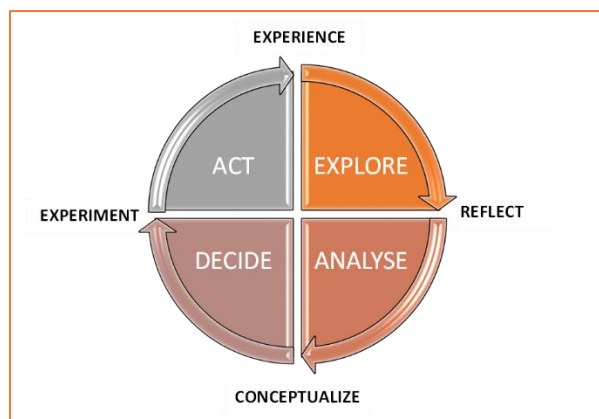 EXPERIENCE
ACT EXPLORE
EXPERIMENT REFLECT
DECIDE ANALYSE
CONCEPTUALIZE